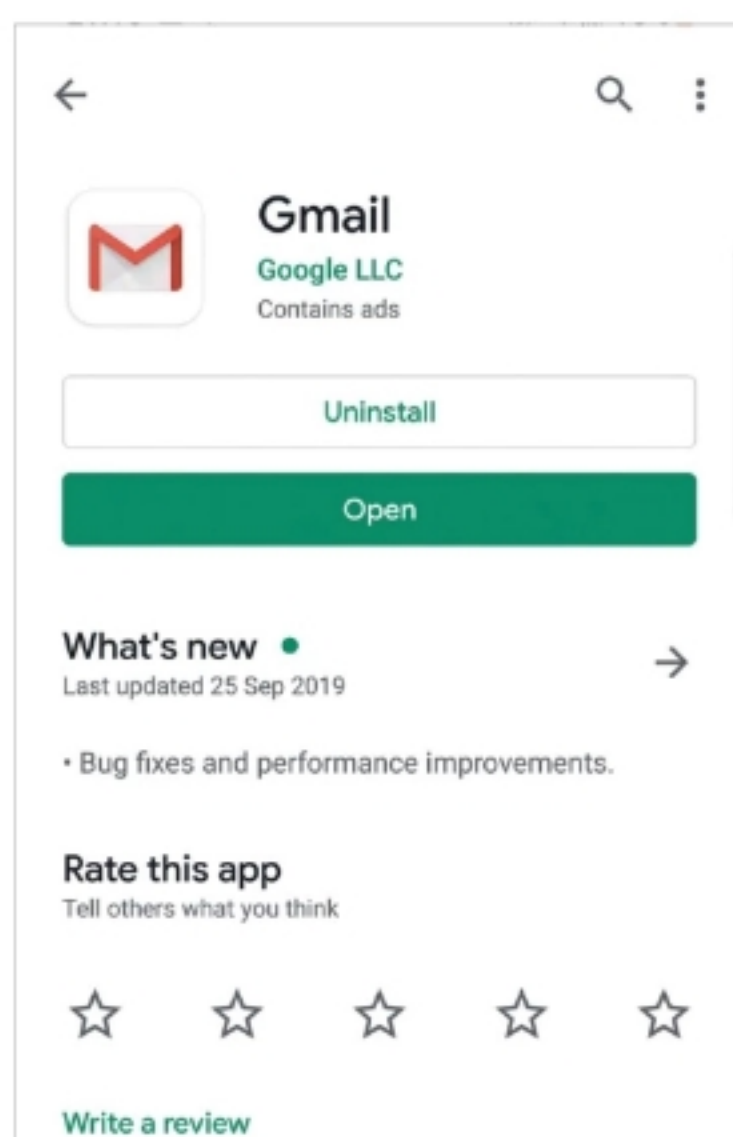 Gmail
Google LLC
Contains ads
Uninstall
Open
What's new
Last updated 25 Sep 2019
• Bug fixes and performance improvements.
Rate this app
Tell others what you think
Write a review